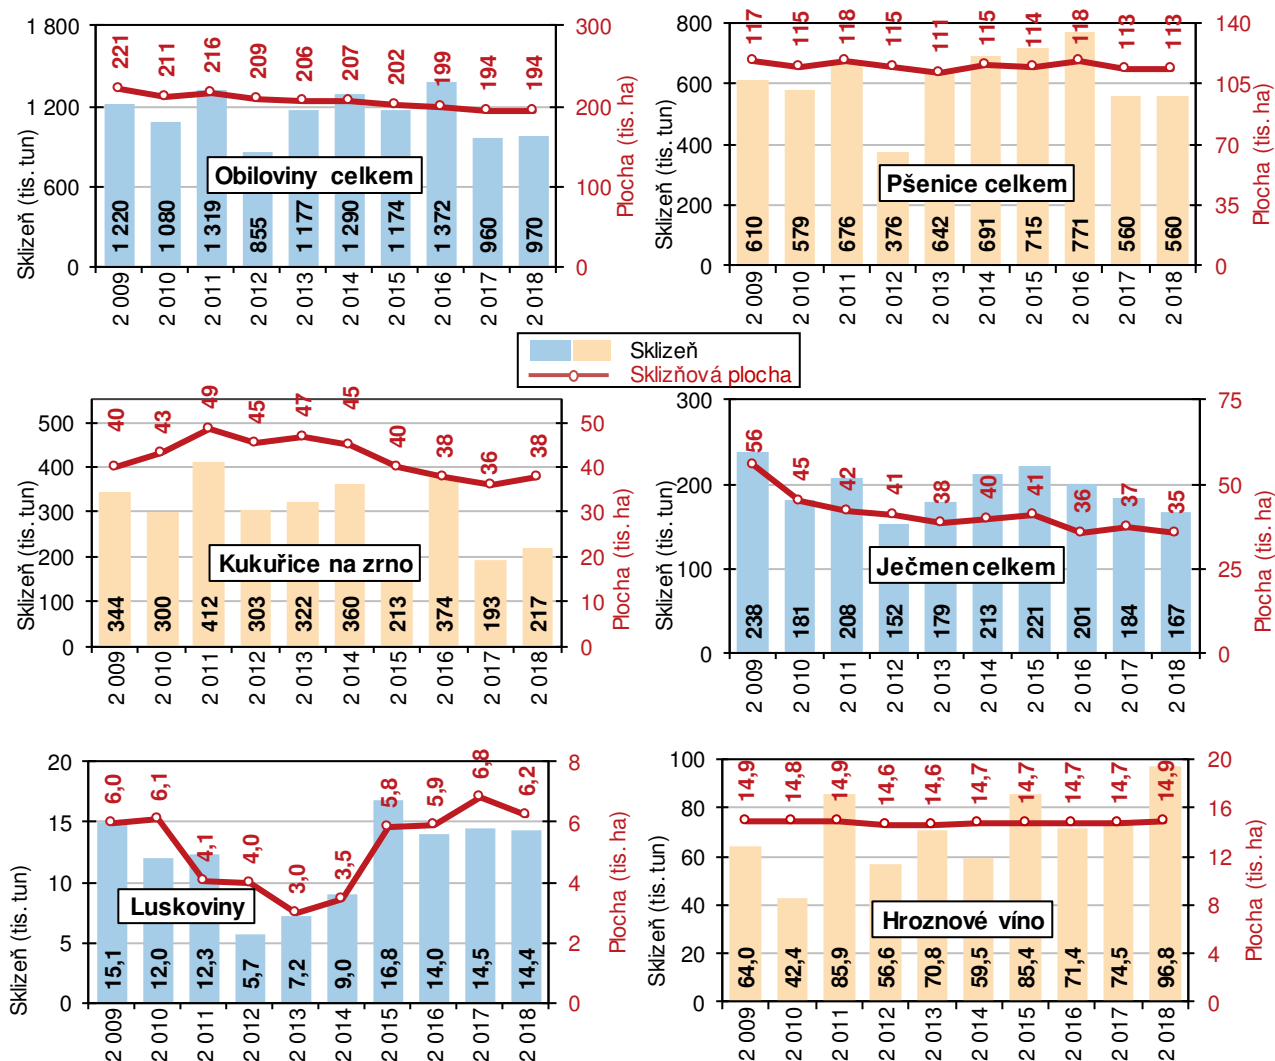 Obiloviny celkem
Sklizeň (tis. tun)
Plocha (tis. ha)
1 800
1 200
600
0
300
200
100
0
221 211 216 209 206 207 202 199 194 194
1 220 1 080 1 319 855 1 177 1 290 1 174 1 372 960 970
2 009 2 010 2 011 2 012 2 013 2 014 2 015 2 016 2 017 2 018
Pšenice celkem
Sklizeň (tis. tun)
Plocha (tis. ha)
800
600
400
200
0
140
105
70
35
0
117 115 118 115 111 115 114 118 113 113
610 579 676 376 642 691 715 771 560 560
2 009 2 010 2 011 2 012 2 013 2 014 2 015 2 016 2 017 2 018
Sklizeň
Sklizňová plocha
Kukuřice na zrno
Sklizeň (tis. tun)
Plocha (tis. ha)
500
400
300
200
100
0
50
40
30
20
10
0
40 43 49 45 47 45 40 38 36 38
344 300 412 303 322 360 213 374 193 217
2 009 2 010 2 011 2 012 2 013 2 014 2 015 2 016 2 017 2 018
Ječmen celkem
Sklizeň (tis. tun)
Plocha (tis. ha)
300
200
100
0
75
50
25
0
56 45 42 41 38 40 41 36 37 35
238 181 208 152 179 213 221 201 184 167
2 009 2 010 2 011 2 012 2 013 2 014 2 015 2 016 2 017 2 018
Luskoviny
Sklizeň (tis. tun)
Plocha (tis. ha)
20
15
10
5
0
8
6
4
2
0
6,0 6,1 4,1 4,0 3,0 3,5 5,8 5,9 6,8 6,2
15,1 12,0 12,3 5,7 7,2 9,0 16,8 14,0 14,5 14,4
2 009 2 010 2 011 2 012 2 013 2 014 2 015 2 016 2 017 2 018
Hroznové víno
Sklizeň (tis. tun)
Plocha (tis. ha)
100
80
60
40
20
0
20
16
12
8
4
0
14,9 14,8 14,9 14,6 14,6 14,7 14,7 14,7 14,7 14,9
64,0 42,4 85,9 56,6 70,8 59,5 85,4 71,4 74,5 96,8
2 009 2 010 2 011 2 012 2 013 2 014 2 015 2 016 2 017 2 018